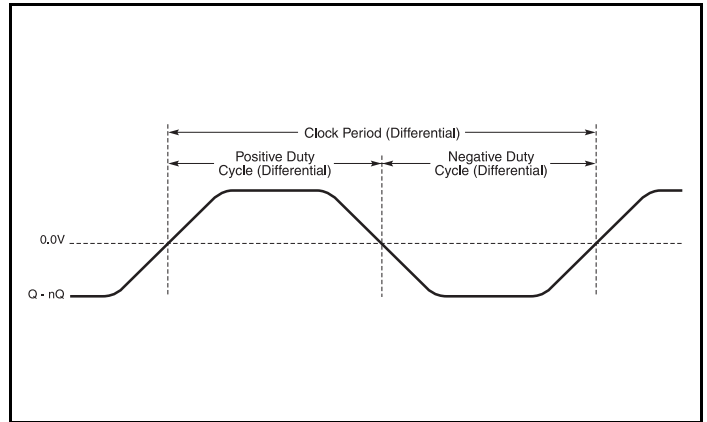 Clock Period (Differential)
Positive Duty
Cycle (Differential)
Negative Duty
Cycle (Differential)
0.0V
Q - nQ